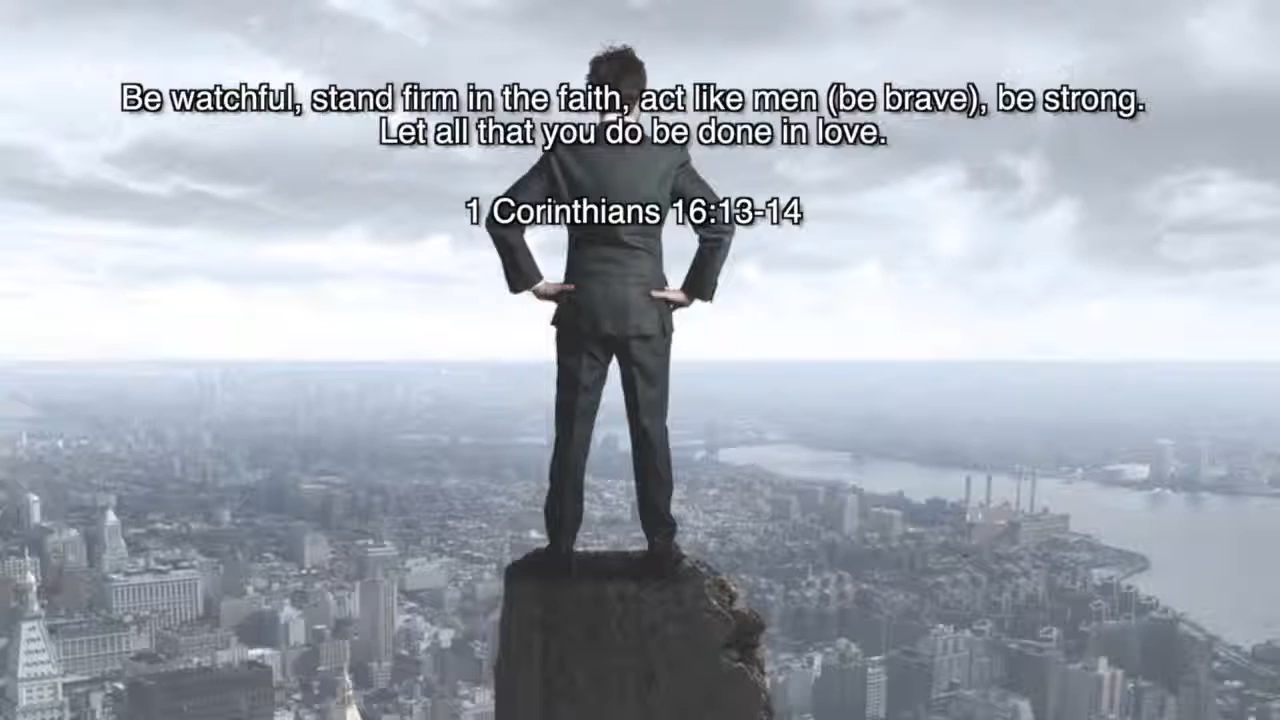 Be watchful, stand firm in the faith, act like men (be brave), be strong.
Let all that you do be done in love.
1 Corinthians 16:13-14